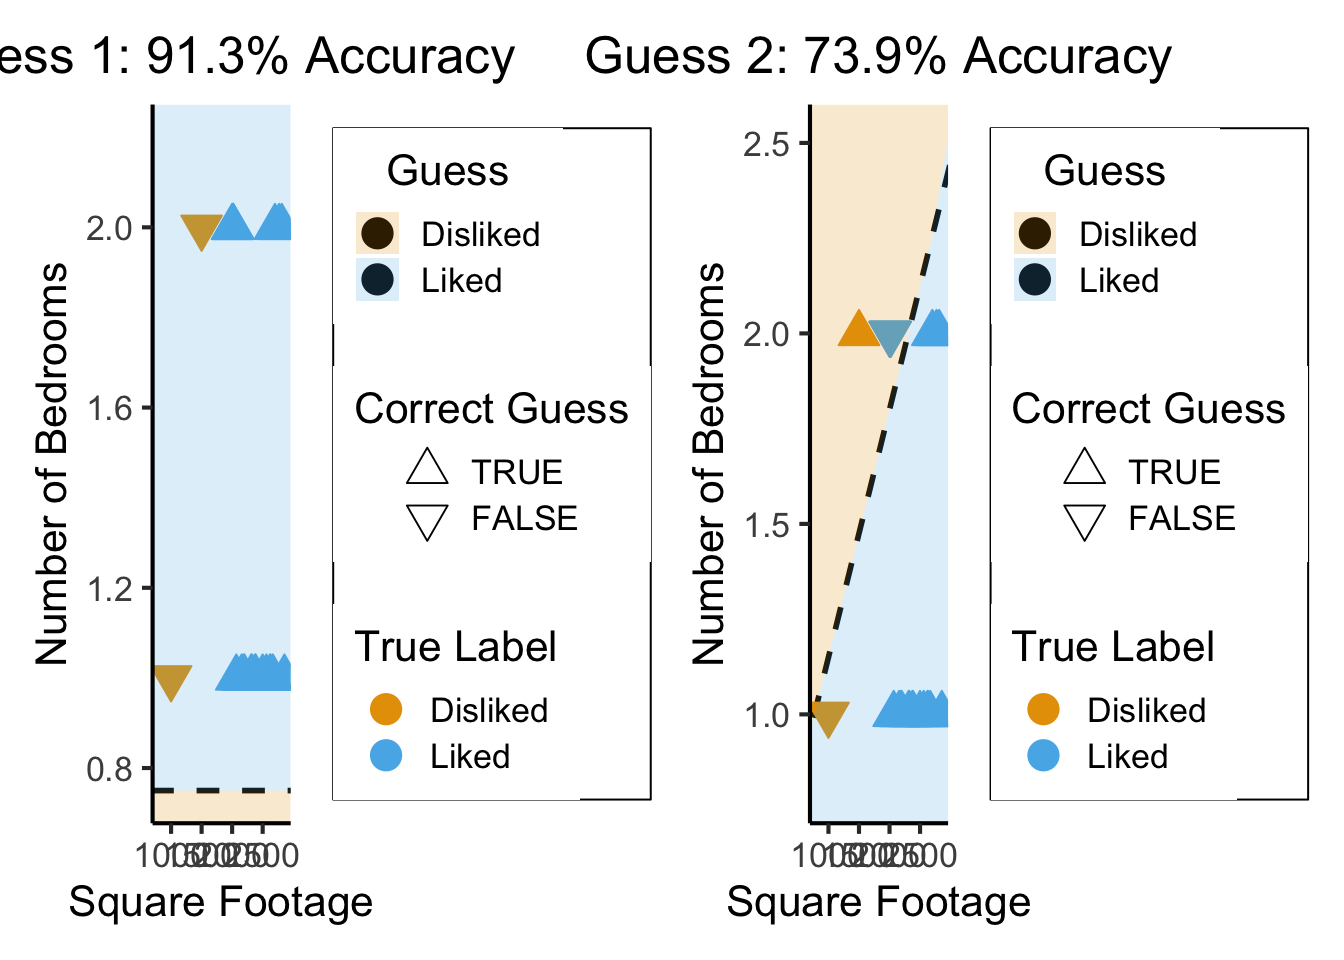 ess 1: 91.3% Accuracy
Guess 2: 73.9% Accuracy
Number of Bedrooms
2.0
1.6
1.2
0.8
Square Footage
Guess
Disliked
Liked
Correct Guess
TRUE
FALSE
True Label
Disliked
Liked
Number of Bedrooms
2.5
2.0
1.5
1.0
Square Footage
Guess
Disliked
Liked
Correct Guess
TRUE
FALSE
True Label
Disliked
Liked